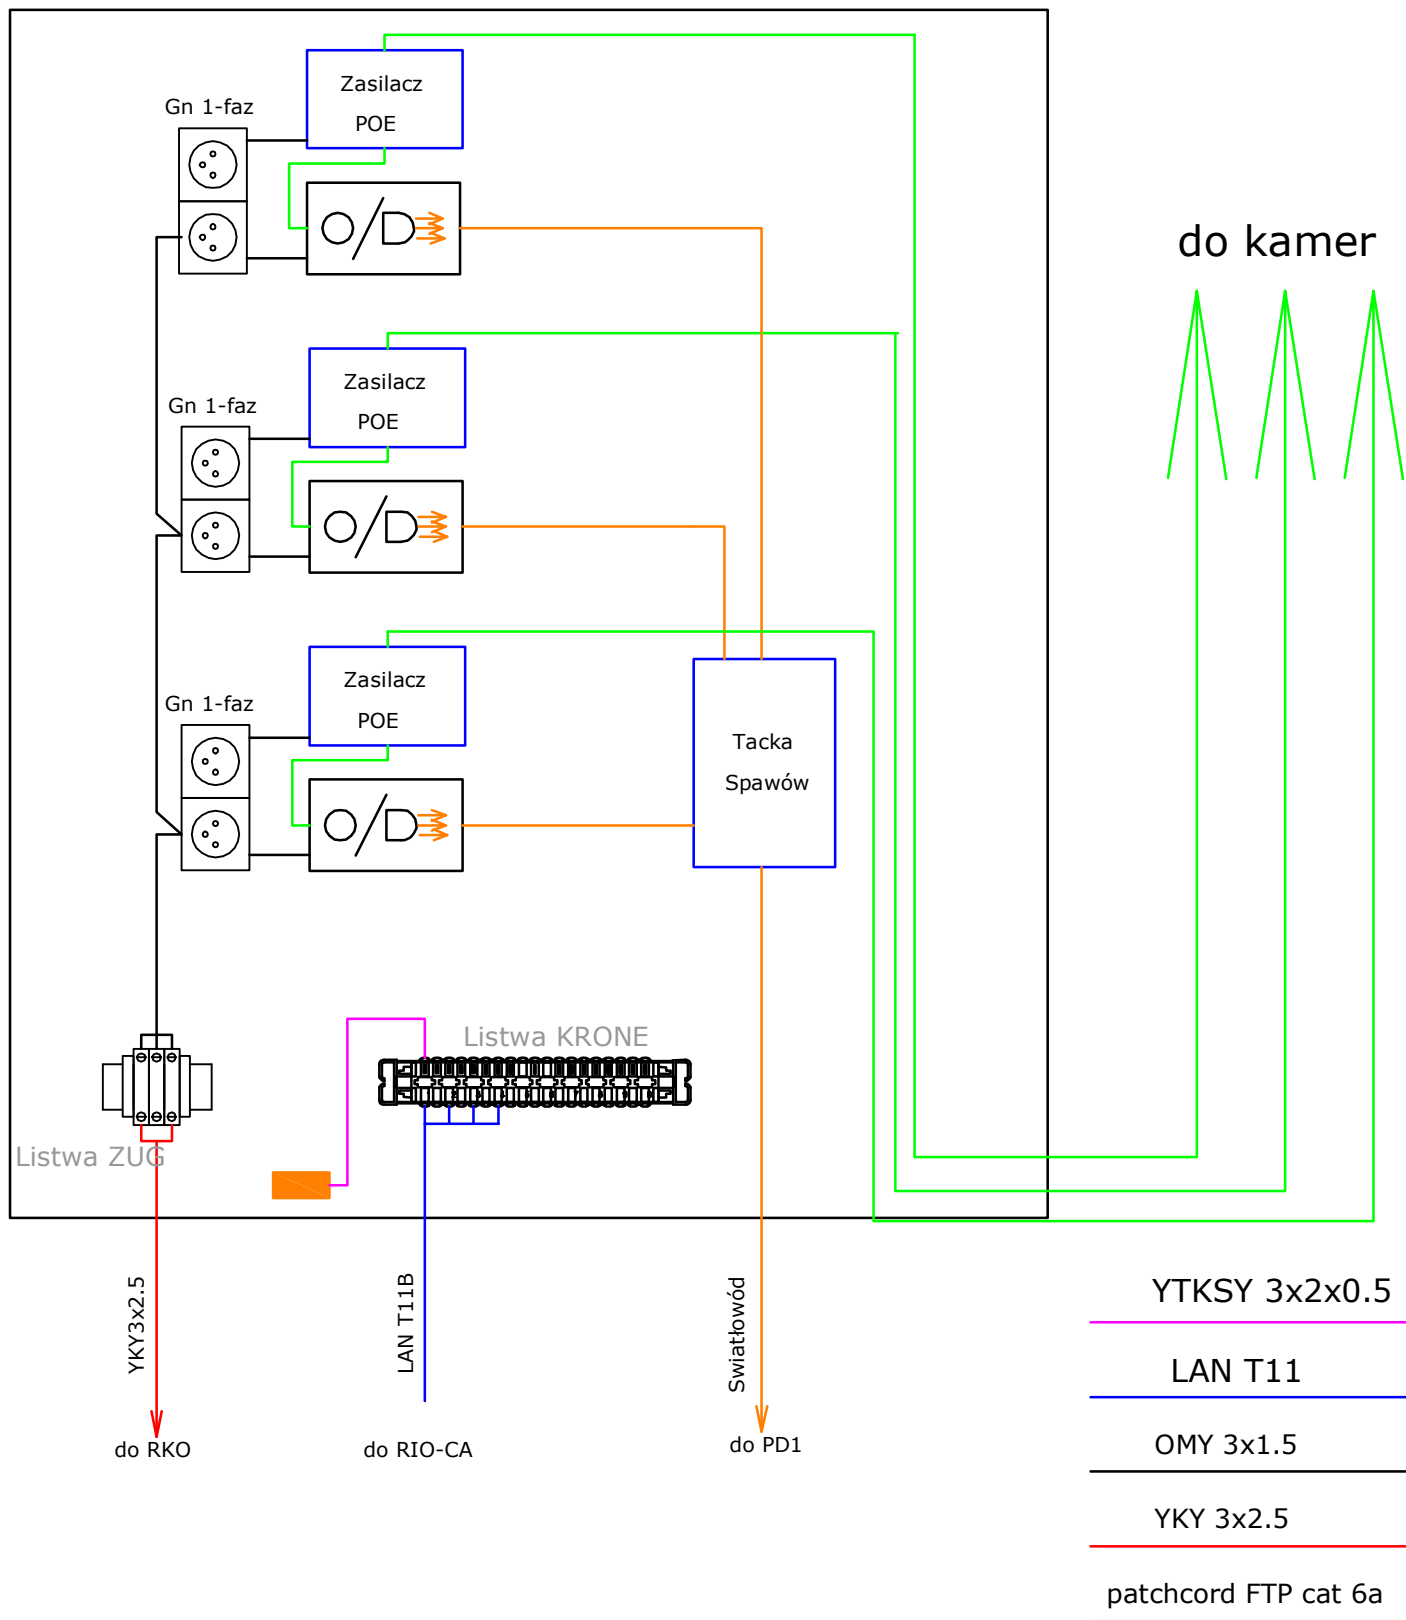 Zasilacz
POE
Gn 1-faz
do kamer
Zasilacz
POE
Gn 1-faz
Zasilacz
POE
Gn 1-faz
Tacka
Spawów
Listwa KRONE
Listwa ZUG
YKY3x2.5
LAN T11B
Swiatłowód
do RKO
do RIO-CA
do PD1
YTKSY 3x2x0.5
LAN T11
OMY 3x1.5
YKY 3x2.5
patchcord FTP cat 6a